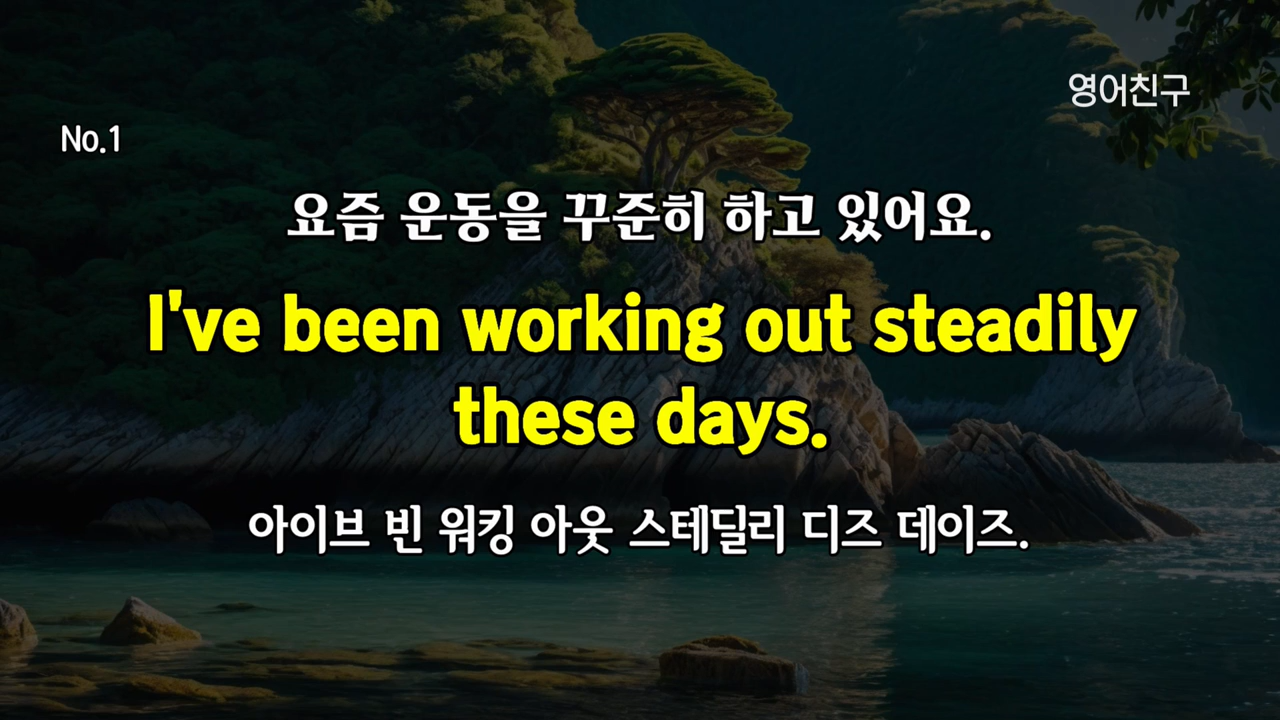 영어친구
No.1
요즘 운동을 꾸준히 하고 있어요.
I've been working out steadily
these days.
아이브 빈 워킹 아웃 스테딜리 디즈 데이즈.